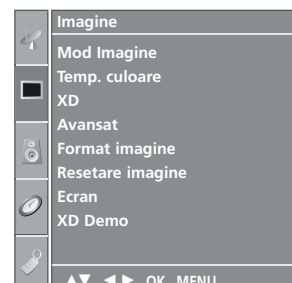 Imagine
Mod Imagine
Temp. culoare
XD
Avansat
Format imagine
Resetare imagine
Ecran
XD Demo
▲▼ ◄ ► OK MENU